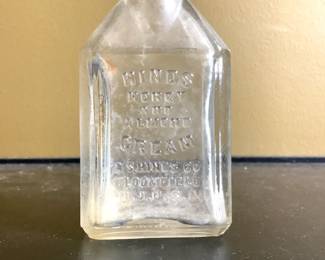 HINDS
HONEY
AND
ALMOND
CREAM
A.S.HINDS CO
BLOOMFIELD
N.J.U.S.A.